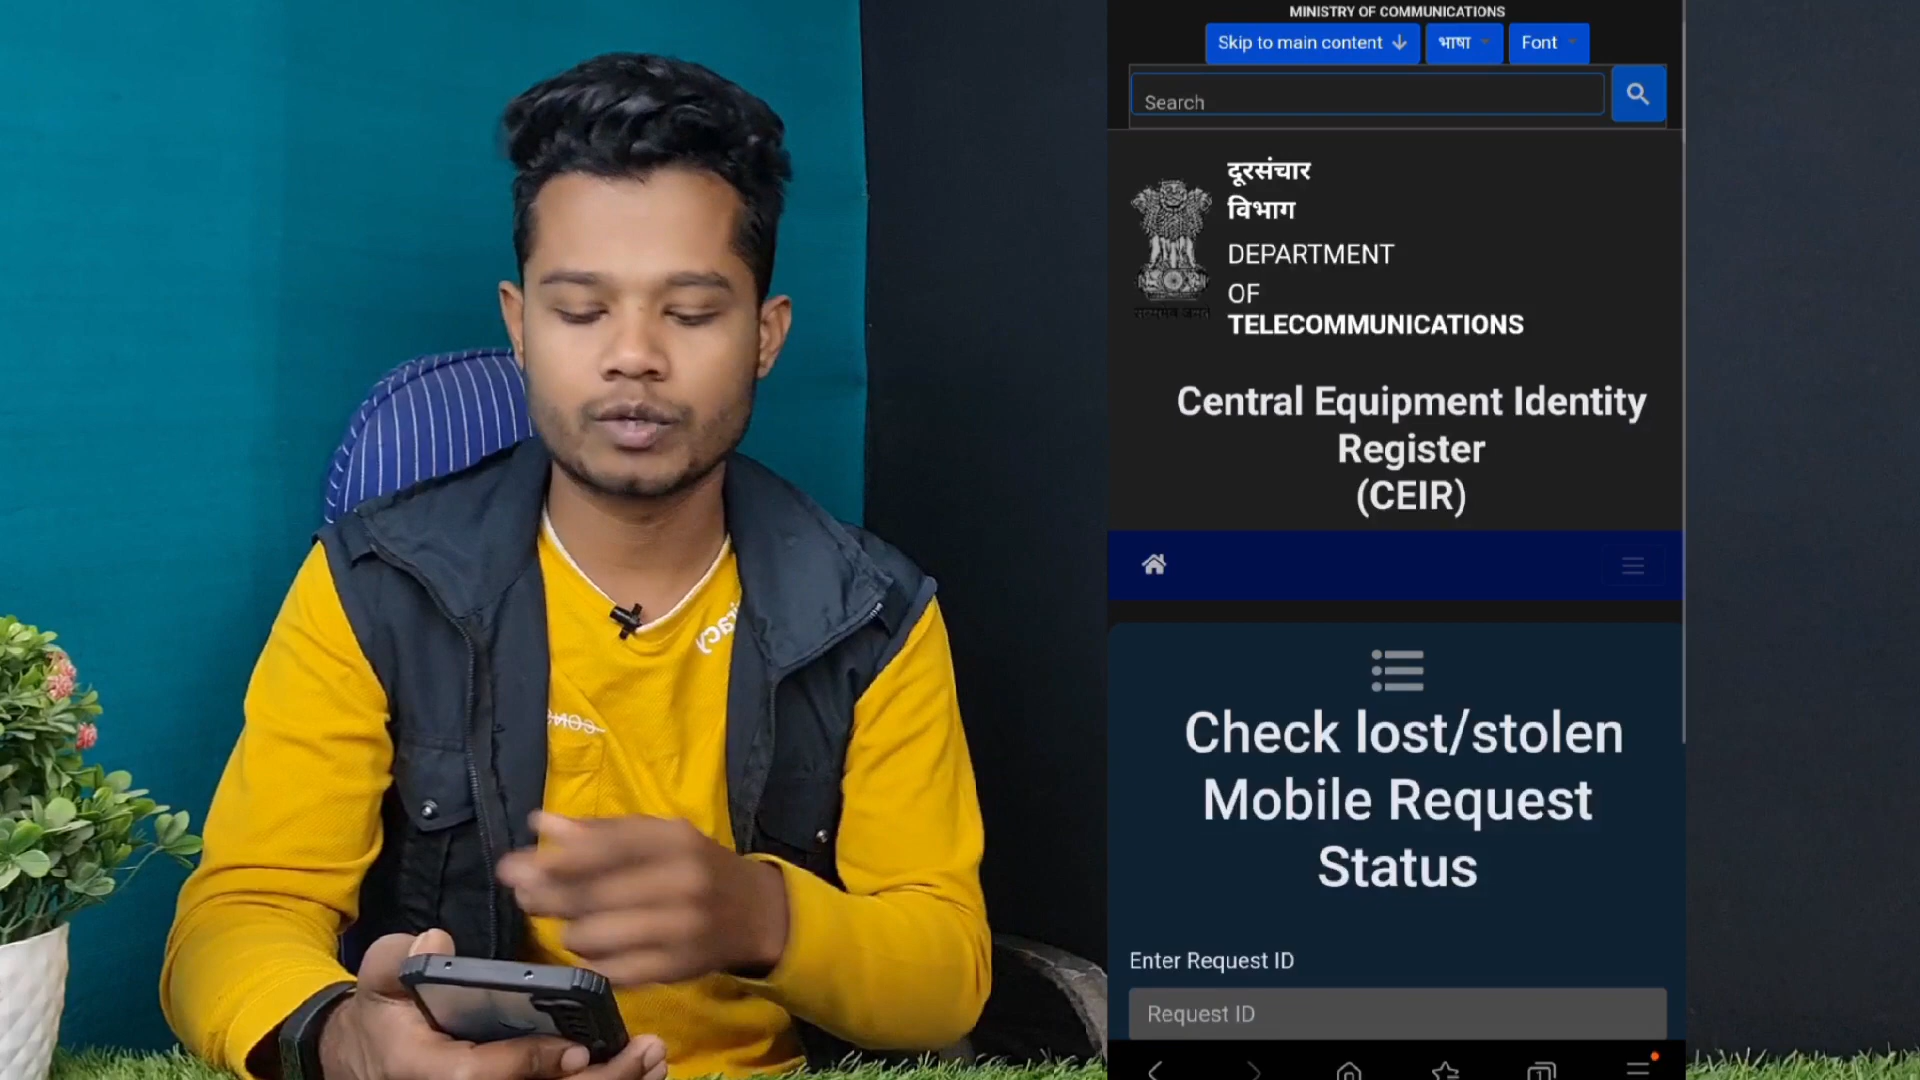 MINISTRY OF COMMUNICATIONS
Skip to main content
भाषा
Font
Search
दूरसंचार
विभाग
DEPARTMENT
OF
TELECOMMUNICATIONS
Central Equipment Identity
Register
(CEIR)
Check lost/stolen
Mobile Request
Status
Enter Request ID
Request ID